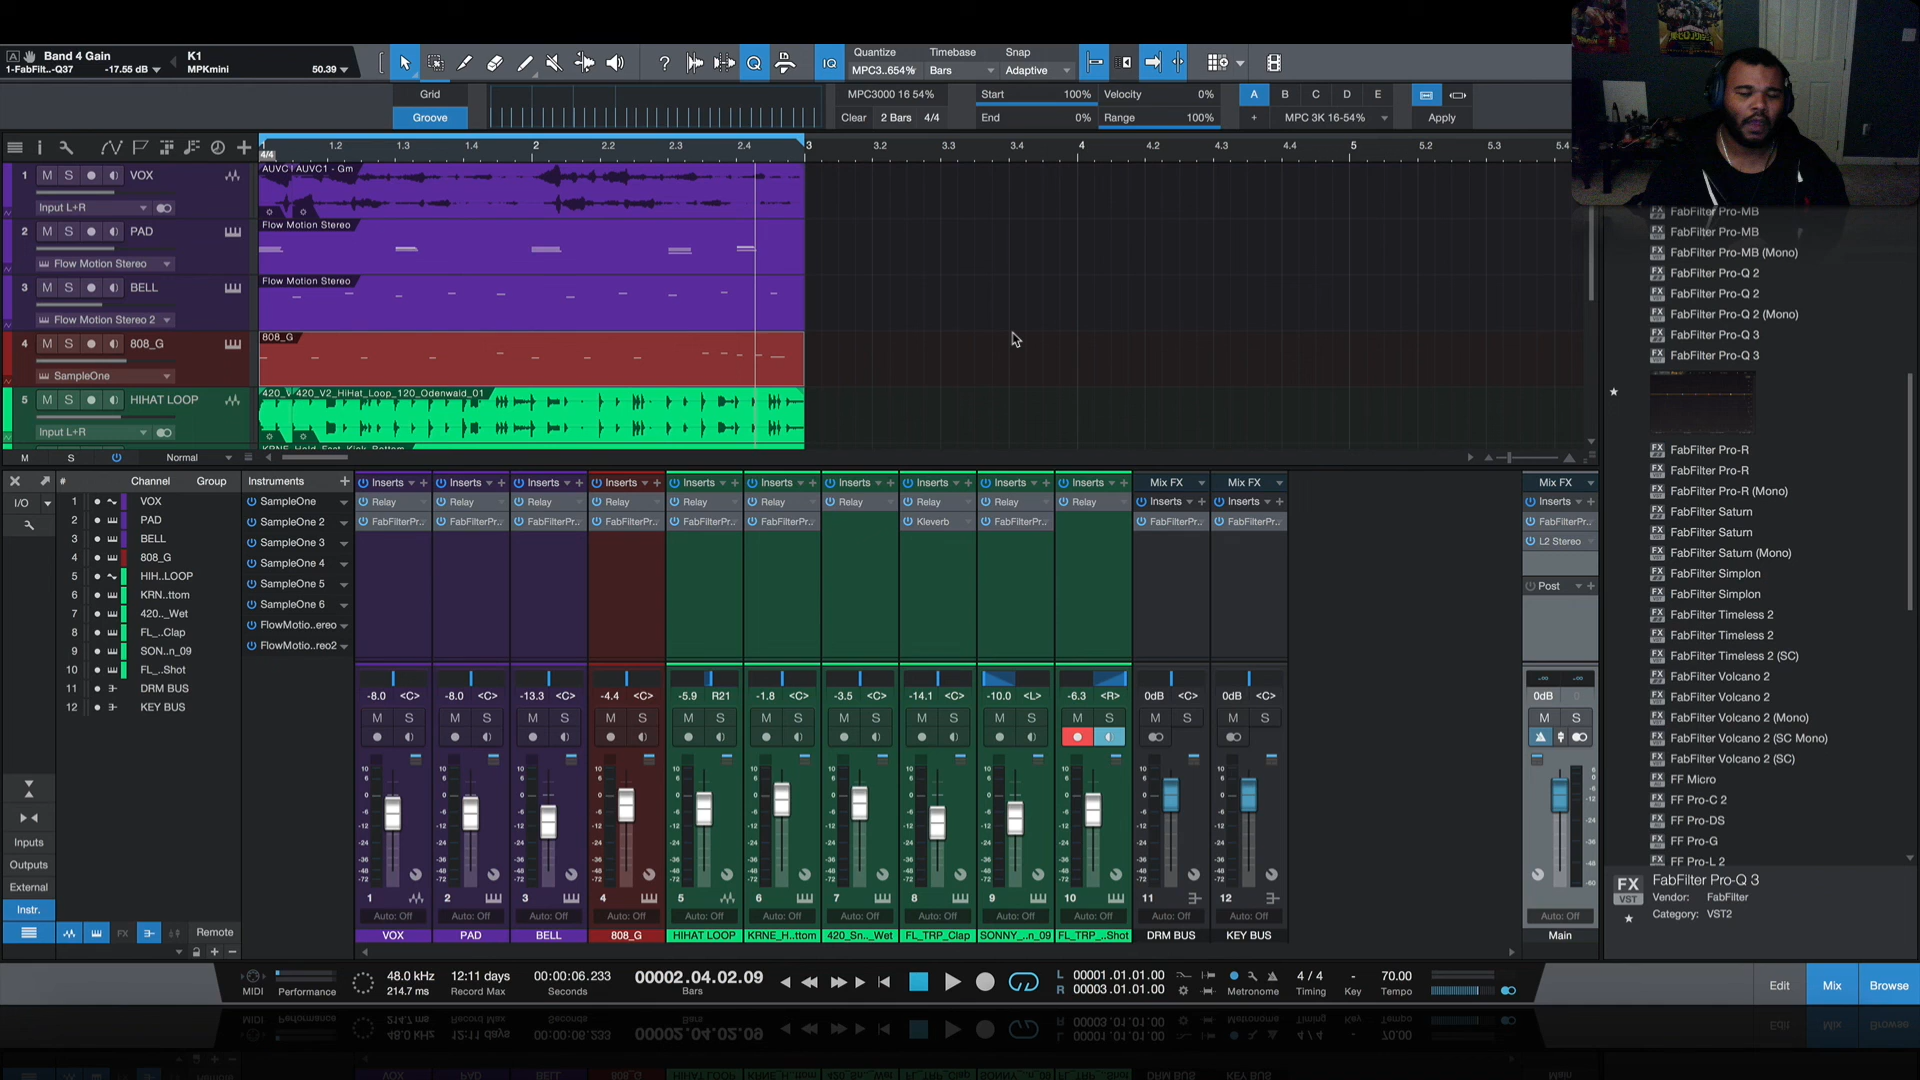 Band 4 Gain
1-FabFilt..-Q37 -17.55 dB
K1
MPKmini 50.39
Quantize Timebase Snap
MPC3..654% Bars Adaptive
IQ
Grid
Groove
MPC3000 16 54% Start 100% Velocity 0% A B C D E
Clear 2 Bars 4/4 End 0% Range 100% + MPC 3K 16-54% Apply
1.2 1.3 1.4 2 2.2 2.3 2.4 3 3.2 3.3 3.4 4 4.2 4.3 4.4 5 5.2 5.3 5.4
4/4
1 M S VOX
Input L+R
AUVC1 - Gm
2 M S PAD
Flow Motion Stereo
Flow Motion Stereo
3 M S BELL
Flow Motion Stereo 2
Flow Motion Stereo
4 M S 808_G
SampleOne
808_G
5 M S HIHAT LOOP
Input L+R
420_V2_HiHat_Loop_120_Odenwald_01
M S Normal
# Channel Group
I/O
1 VOX
2 PAD
3 BELL
4 808_G
5 HIH..LOOP
6 KRN..ttom
7 420.._Wet
8 FL_..Clap
9 SON..n_09
10 FL_..Shot
11 DRM BUS
12 KEY BUS
Inputs
Outputs
External
Instr.
FX
Remote
Instruments
SampleOne
SampleOne 2
SampleOne 3
SampleOne 4
SampleOne 5
SampleOne 6
FlowMotio..ereo
FlowMotio..reo2
Inserts Inserts Inserts Inserts Inserts Inserts Inserts Inserts Inserts Inserts Mix FX Mix FX Mix FX
Relay Relay Relay Relay Relay Relay Relay Relay Relay Relay Inserts Inserts Inserts
FabFilterPr.. FabFilterPr.. FabFilterPr.. FabFilterPr.. FabFilterPr.. FabFilterPr.. Kleverb FabFilterPr.. FabFilterPr.. FabFilterPr.. FabFilterPr..
L2 Stereo
Post
-8.0 <C> -8.0 <C> -13.3 <C> -4.4 <C> -5.9 R21 -1.8 <C> -3.5 <C> -14.1 <C> -10.0 <L> -6.3 <R> 0dB <C> 0dB <C> 0dB
M S M S M S M S M S M S M S M S M S M S M S M S M S
1 2 3 4 5 6 7 8 9 10 11 12
Auto: Off Auto: Off Auto: Off Auto: Off Auto: Off Auto: Off Auto: Off Auto: Off Auto: Off Auto: Off Auto: Off Auto: Off Auto: Off
VOX PAD BELL 808_G HIHAT LOOP KRNE_H..ttom 420_Sn.._Wet FL_TRP_Clap SONNY_..n_09 FL_TRP_..Shot DRM BUS KEY BUS Main
FabFilter Pro-MB
FabFilter Pro-MB
FabFilter Pro-MB (Mono)
FabFilter Pro-Q 2
FabFilter Pro-Q 2
FabFilter Pro-Q 2 (Mono)
FabFilter Pro-Q 3
FabFilter Pro-Q 3
FabFilter Pro-R
FabFilter Pro-R
FabFilter Pro-R (Mono)
FabFilter Saturn
FabFilter Saturn
FabFilter Saturn (Mono)
FabFilter Simplon
FabFilter Simplon
FabFilter Timeless 2
FabFilter Timeless 2
FabFilter Timeless 2 (SC)
FabFilter Volcano 2
FabFilter Volcano 2
FabFilter Volcano 2 (Mono)
FabFilter Volcano 2 (SC Mono)
FabFilter Volcano 2 (SC)
FF Micro
FF Pro-C 2
FF Pro-DS
FF Pro-G
FF Pro-L 2
FX VST
FabFilter Pro-Q 3
Vendor: FabFilter
Category: VST2
MIDI Performance
48.0 kHz
214.7 ms
12:11 days
Record Max
00:00:06.233
Seconds
00002.04.02.09
Bars
L 00001.01.01.00
R 00003.01.01.00
Metronome
4 / 4
Timing
-
Key
70.00
Tempo
Edit Mix Browse